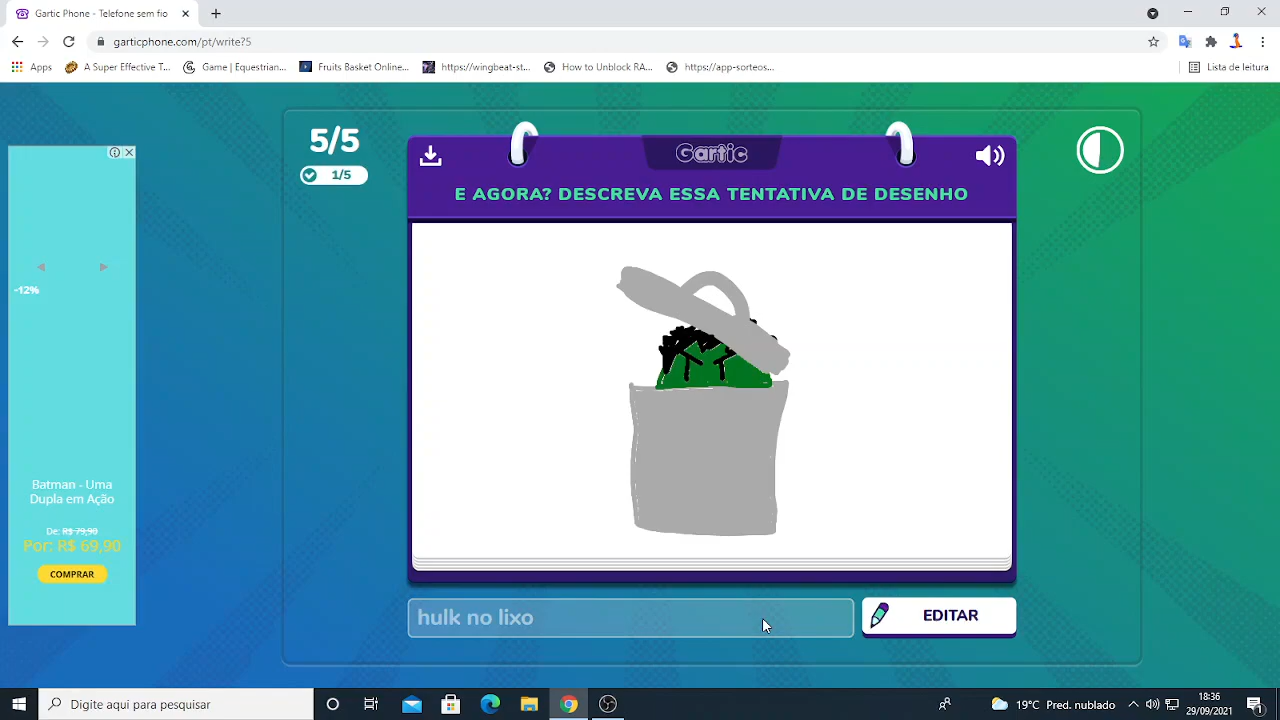 Gartic Phone - Telefone sem fio
garticphone.com/pt/write?5
Apps
A Super Effective T...
Game | Equestrian...
Fruits Basket Online...
https://wingbeat-st...
How to Unblock RA...
https://app-sorteos...
Lista de leitura
5/5
1/5
Gartic
E AGORA? DESCREVA ESSA TENTATIVA DE DESENHO
-12%
Batman - Uma
Dupla em Ação
De: R$ 79,90
Por: R$ 69,90
COMPRAR
hulk no lixo
EDITAR
Digite aqui para pesquisar
19°C Pred. nublado
18:36
29/09/2021
1